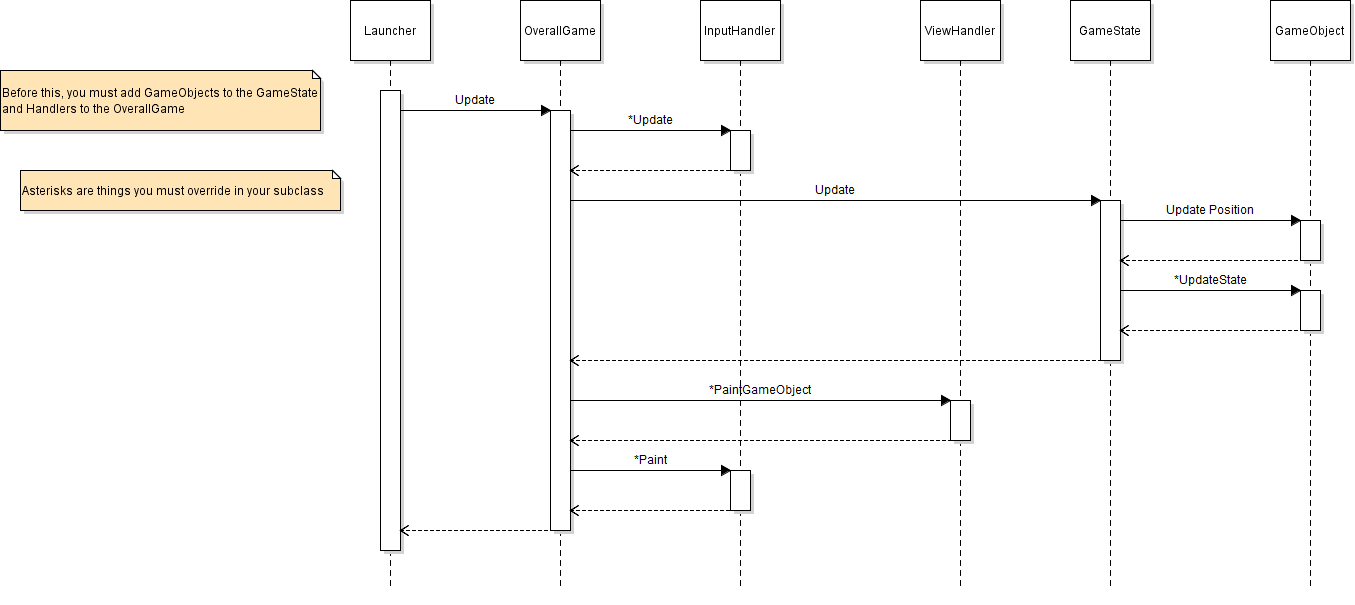 Launcher
OverallGame
InputHandler
ViewHandler
GameState
GameObject
Before this, you must add GameObjects to the GameState
and Handlers to the OverallGame
Update
*Update
Asterisks are things you must override in your subclass
Update
Update Position
*UpdateState
*PaintGameObject
*Paint